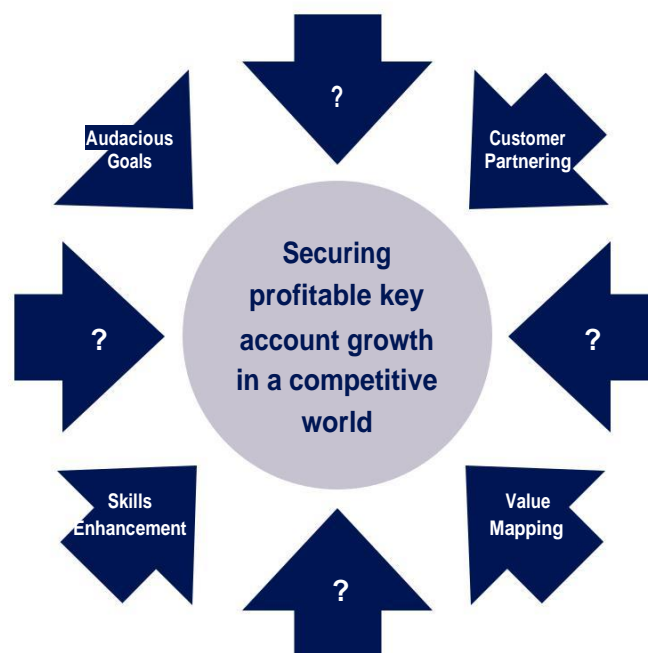 ?
Audacious
Goals
Customer
Partnering
Securing
profitable key
account growth
in a competitive
world
?
?
Skills
Enhancement
Value
Mapping
?